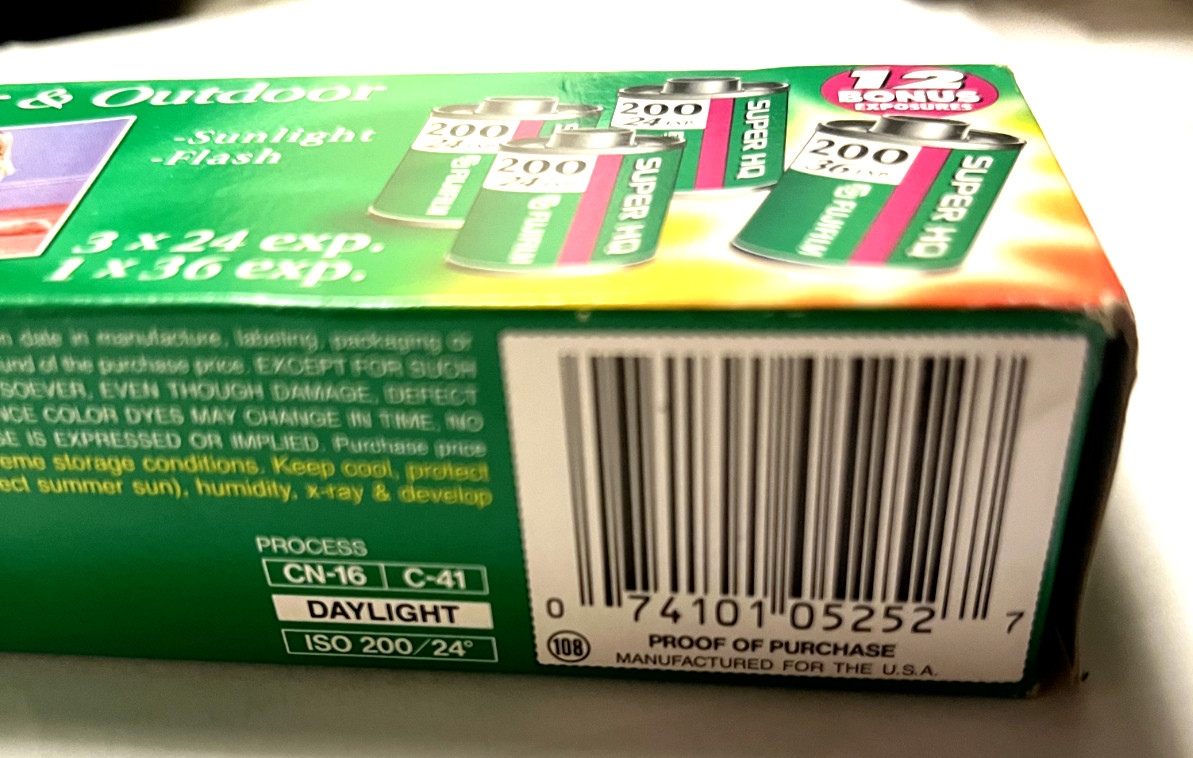 & Outdoor
-Sunlight
-Flash
3 x 24 exp.
1 x 36 exp.
200
24
200
24 EXP.
SUPER HQ
200
24
FUJIFILM
SUPER HQ
FUJIFILM
12
BONUS
EXPOSURES
200
36 EXP.
FUJIFILM
SUPER HQ
date in manufacture, labeling, packaging or
of the purchase price. EXCEPT FOR SUCH
SOEVER, EVEN THOUGH DAMAGE, DEFECT
COLOR DYES MAY CHANGE IN TIME, NO
IS EXPRESSED OR IMPLIED. Purchase price
eme storage conditions. Keep cool, protect
ect summer sun), humidity, x-ray & develop
PROCESS
CN-16 C-41
DAYLIGHT
ISO 200/24°
0 74101 05252 7
108
PROOF OF PURCHASE
MANUFACTURED FOR THE U.S.A.